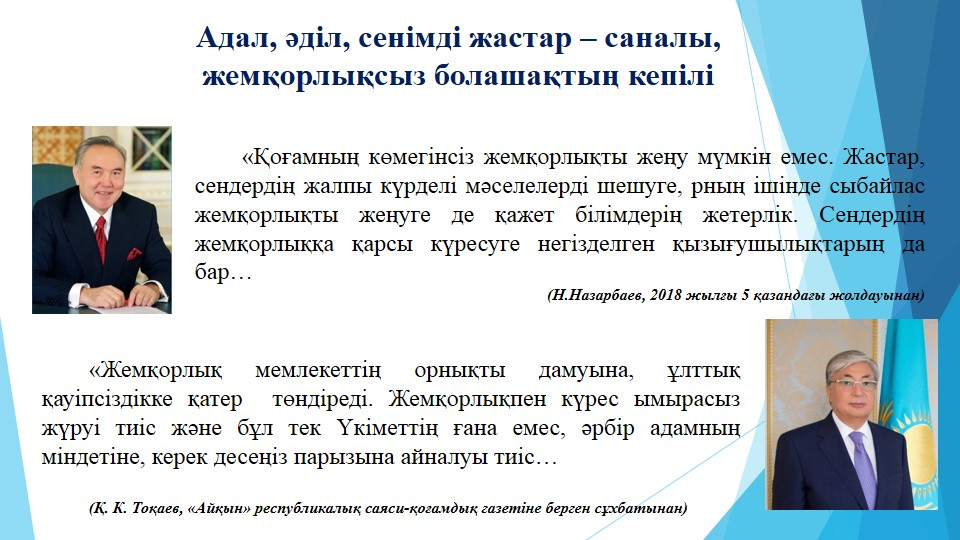 Адал, әділ, сенімді жастар – саналы,
жемқорлықсыз болашақтың кепілі
«Қоғамның көмегінсіз жемқорлықты жеңу мүмкін емес. Жастар,
сендердің жалпы күрделі мәселелерді шешуге, рның ішінде сыбайлас
жемқорлықты жеңуге де қажет білімдерің жетерлік. Сендердің
жемқорлыққа қарсы күресуге негізделген қызығушылықтарың да
бар…
(Н.Назарбаев, 2018 жылғы 5 қазандағы жолдауынан)
«Жемқорлық мемлекеттің орнықты дамуына, ұлттық
қауіпсіздікке қатер төндіреді. Жемқорлықпен күрес ымырасыз
жүруі тиіс және бұл тек Үкіметтің ғана емес, әрбір адамның
міндетіне, керек десеңіз парызына айналуы тиіс…
(Қ. К. Тоқаев, «Айқын» республикалық саяси-қоғамдық газетіне берген сұхбатынан)